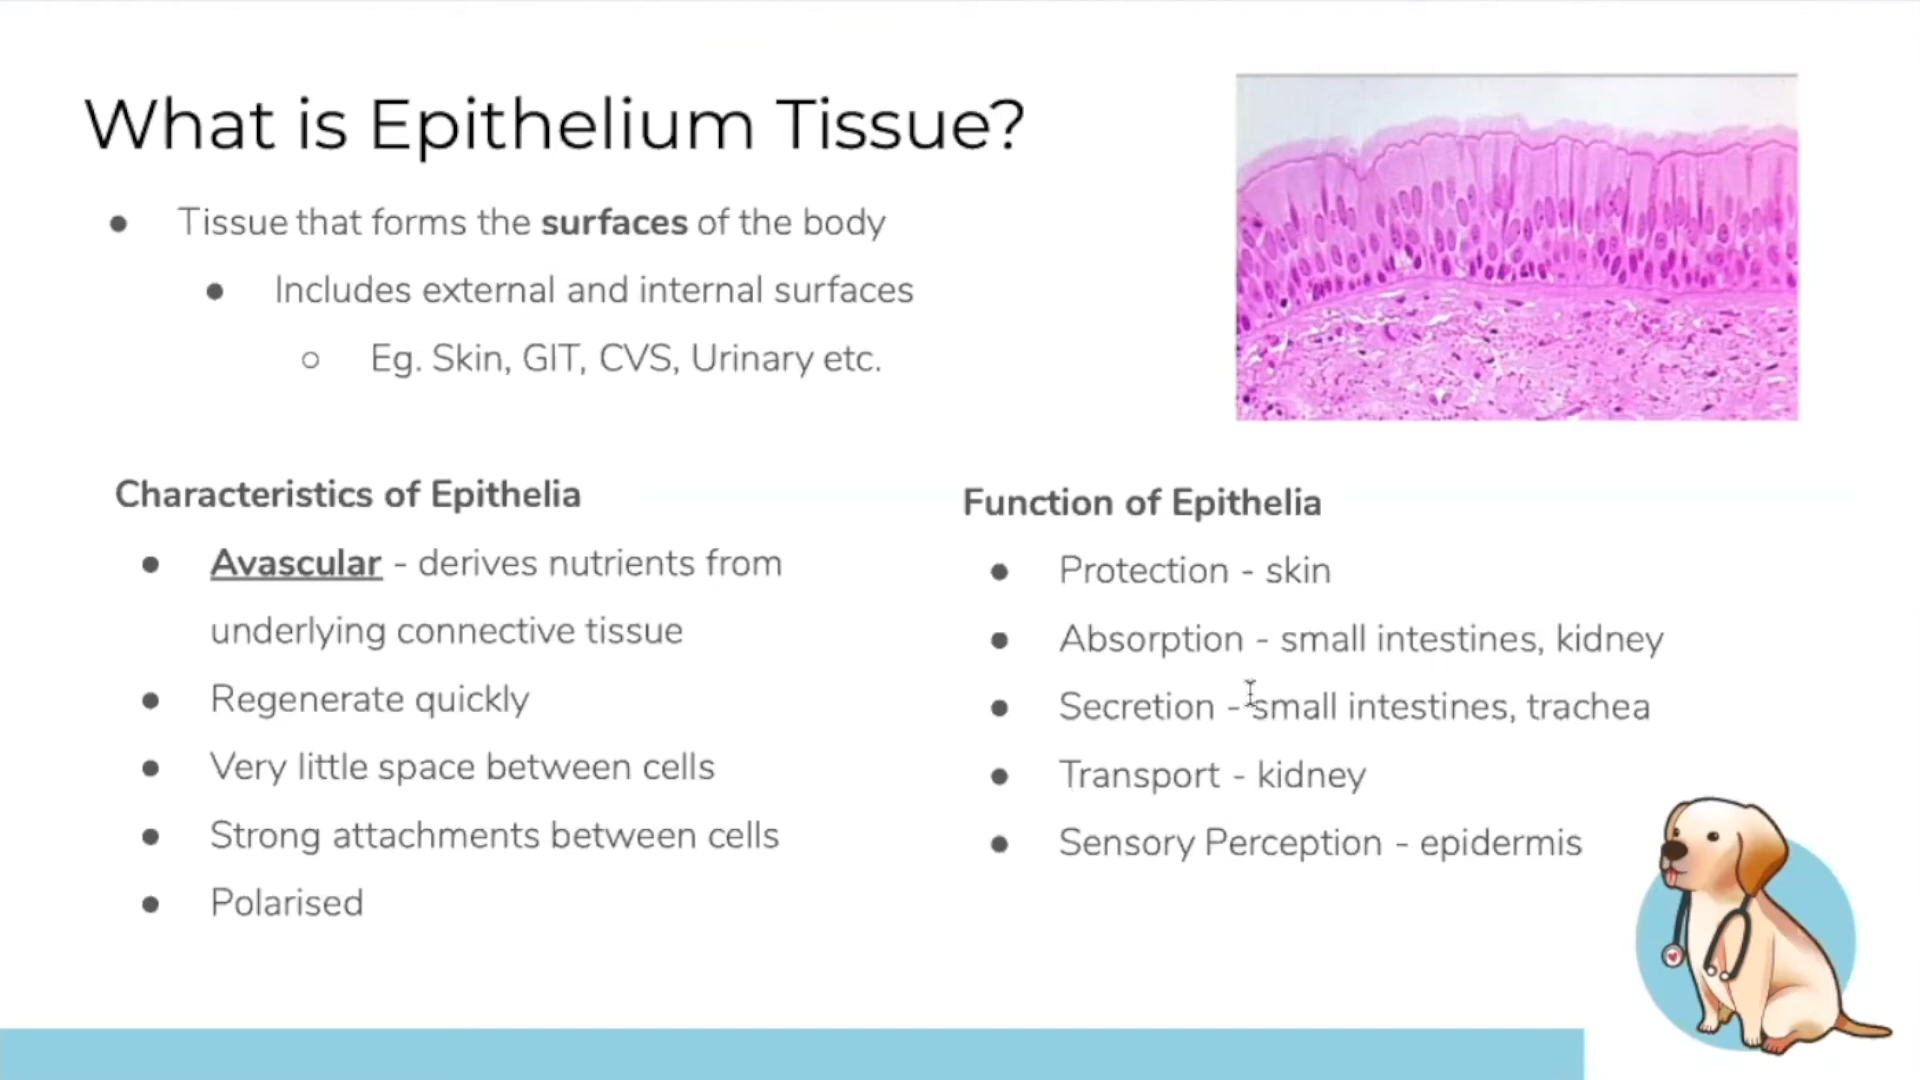 What is Epithelium Tissue?
● Tissue that forms the surfaces of the body
● Includes external and internal surfaces
○ Eg. Skin, GIT, CVS, Urinary etc.
Characteristics of Epithelia
● Avascular - derives nutrients from
underlying connective tissue
● Regenerate quickly
● Very little space between cells
● Strong attachments between cells
● Polarised
Function of Epithelia
● Protection - skin
● Absorption - small intestines, kidney
● Secretion - small intestines, trachea
● Transport - kidney
● Sensory Perception - epidermis